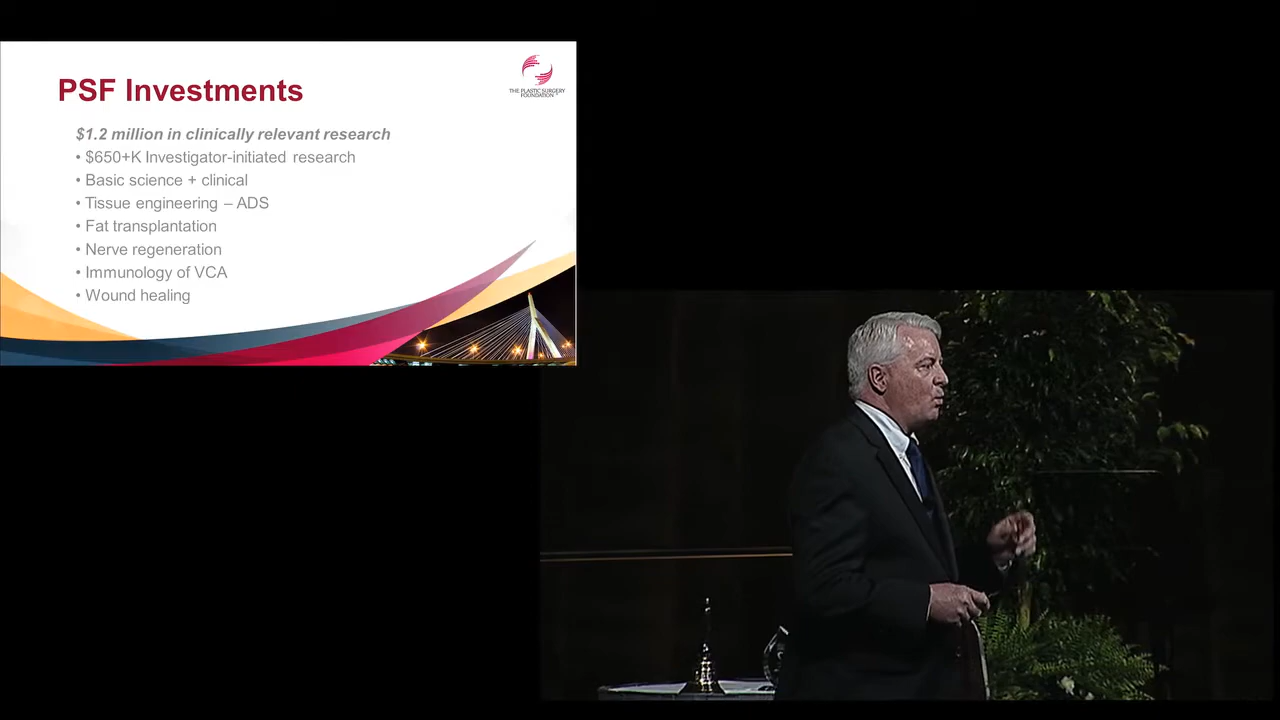 PSF Investments
THE PLASTIC SURGERY
FOUNDATION
$1.2 million in clinically relevant research
• $650+K Investigator-initiated research
• Basic science + clinical
• Tissue engineering – ADS
• Fat transplantation
• Nerve regeneration
• Immunology of VCA
• Wound healing